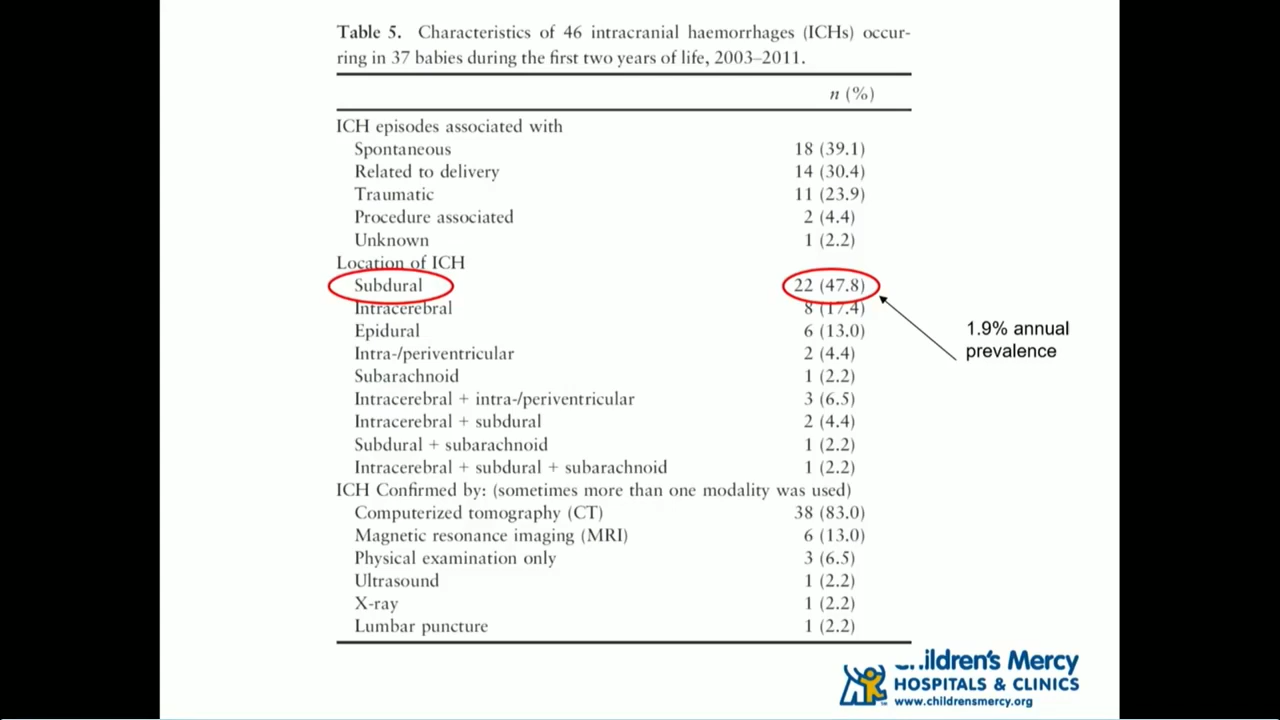 Table 5. Characteristics of 46 intracranial haemorrhages (ICHs) occur-
ring in 37 babies during the first two years of life, 2003–2011.
n (%)
ICH episodes associated with
Spontaneous 18 (39.1)
Related to delivery 14 (30.4)
Traumatic 11 (23.9)
Procedure associated 2 (4.4)
Unknown 1 (2.2)
Location of ICH
Subdural 22 (47.8)
Intracerebral 8 (17.4)
Epidural 6 (13.0)
Intra-/periventricular 2 (4.4)
Subarachnoid 1 (2.2)
Intracerebral + intra-/periventricular 3 (6.5)
Intracerebral + subdural 2 (4.4)
Subdural + subarachnoid 1 (2.2)
Intracerebral + subdural + subarachnoid 1 (2.2)
ICH Confirmed by: (sometimes more than one modality was used)
Computerized tomography (CT) 38 (83.0)
Magnetic resonance imaging (MRI) 6 (13.0)
Physical examination only 3 (6.5)
Ultrasound 1 (2.2)
X-ray 1 (2.2)
Lumbar puncture 1 (2.2)
1.9% annual
prevalence
Children's Mercy
HOSPITALS & CLINICS
www.childrensmercy.org